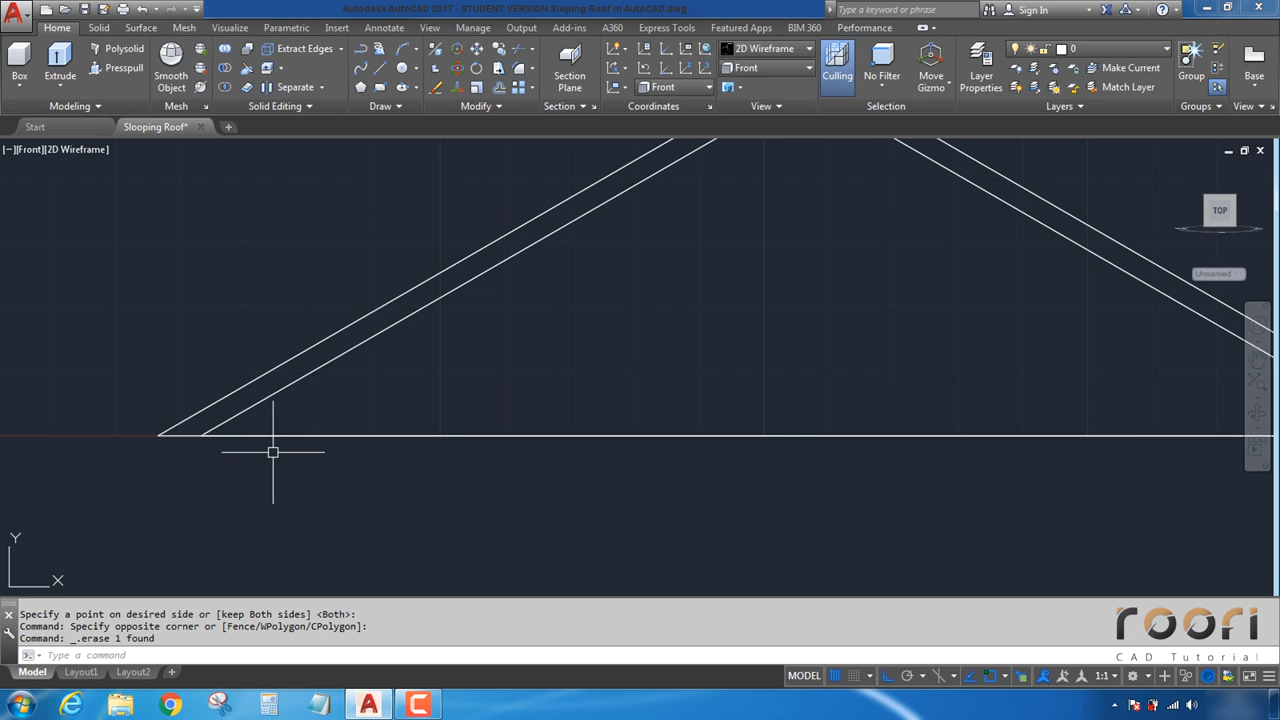 Autodesk AutoCAD 2017 - STUDENT VERSION Sloping Roof in AutoCAD.dwg
Type a keyword or phrase
Sign In
Home Solid Surface Mesh Parametric Insert Annotate View Manage Output Add-ins A360 Express Tools Featured Apps BIM 360 Performance
Polysolid
Extrude
Box
Presspull
Smooth Object
Extrude Edges
Separate
Section Plane
2D Wireframe
Front
Front
Culling
No Filter
Move Gizmo
Layer Properties
0
Make Current
Match Layer
Group
Base
Modeling Mesh Solid Editing Draw Modify Section Coordinates View Selection Layers Groups View
Start
Slooping Roof*
[−][Front][2D Wireframe]
TOP
Unnamed
Y
X
Specify a point on desired side or [keep Both sides] <Both>:
Command: Specify opposite corner or [Fence/WPolygon/CPolygon]:
Command: _.erase 1 found
Type a command
roofi
CAD Tutorial
Model Layout1 Layout2
MODEL
1:1